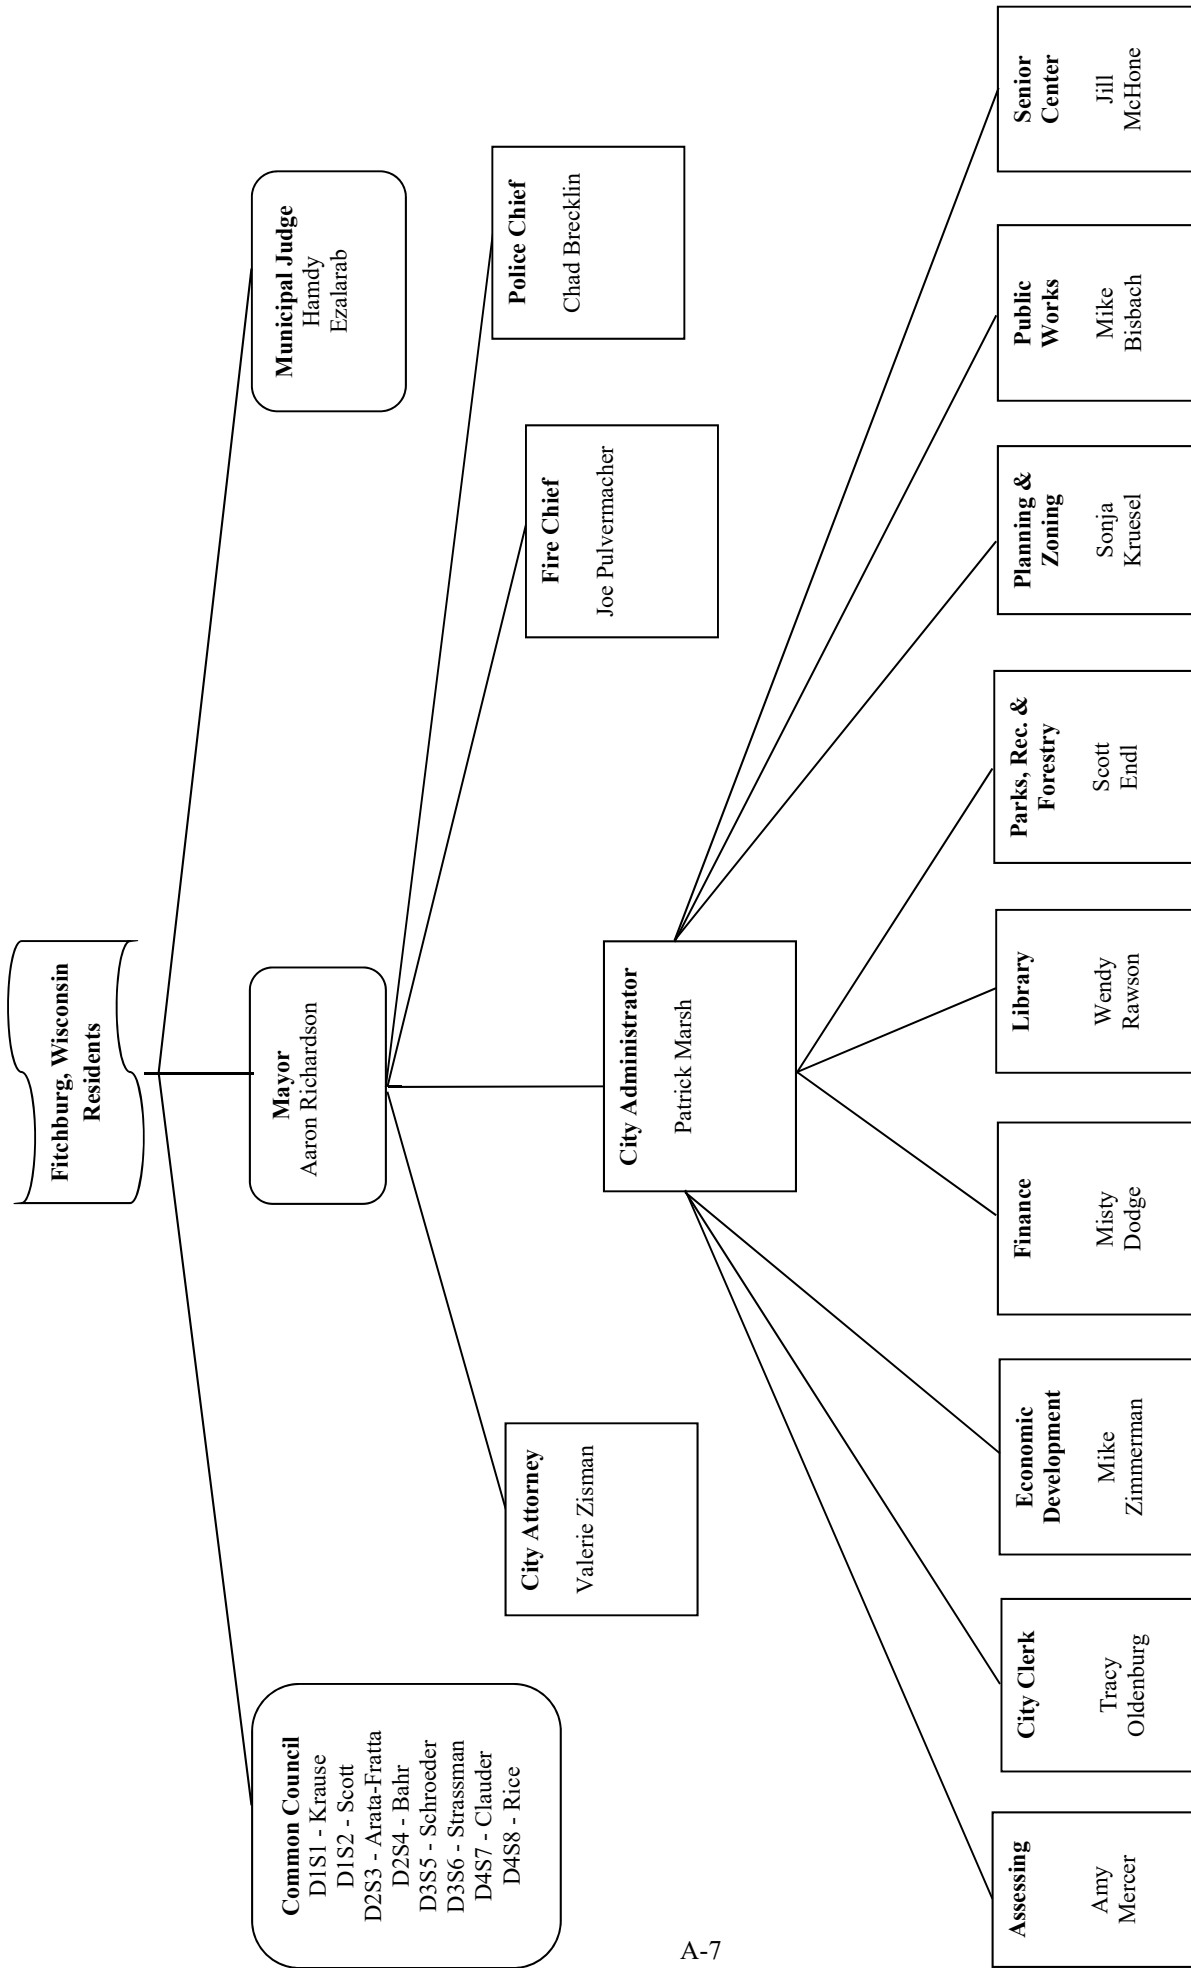 Fitchburg, Wisconsin
Residents
Common Council
D1S1 - Krause
D1S2 - Scott
D2S3 - Arata-Fratta
D2S4 - Bahr
D3S5 - Schroeder
D3S6 - Strassman
D4S7 - Clauder
D4S8 - Rice
Mayor
Aaron Richardson
Municipal Judge
Hamdy
Ezalarab
City Attorney
Valerie Zisman
Fire Chief
Joe Pulvermacher
Police Chief
Chad Brecklin
City Administrator
Patrick Marsh
Assessing
Amy
Mercer
City Clerk
Tracy
Oldenburg
Economic
Development
Mike
Zimmerman
Finance
Misty
Dodge
Library
Wendy
Rawson
Parks, Rec. &
Forestry
Scott
Endl
Planning &
Zoning
Sonja
Kruesel
Public
Works
Mike
Bisbach
Senior
Center
Jill
McHone
A-7